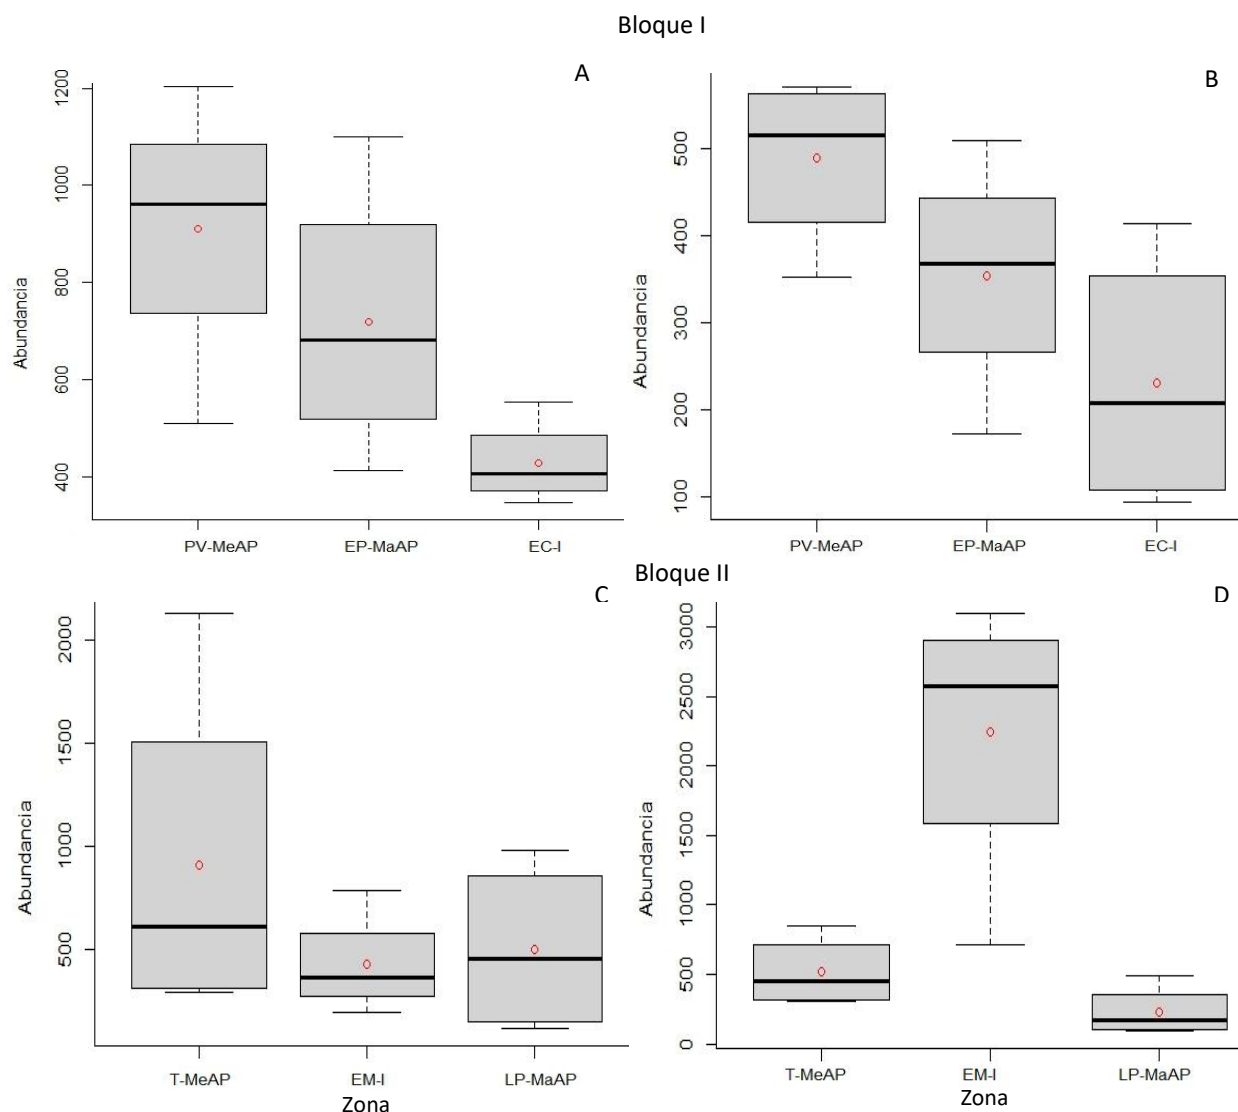 Bloque I
A
1200
1000
800
600
400
Abundancia
PV-MeAP
EP-MaAP
EC-I
B
500
400
300
200
100
Abundancia
PV-MeAP
EP-MaAP
EC-I
Bloque II
C
2000
1500
1000
500
Abundancia
T-MeAP
EM-I
LP-MaAP
Zona
D
3000
2500
2000
1500
1000
500
0
Abundancia
T-MeAP
EM-I
LP-MaAP
Zona